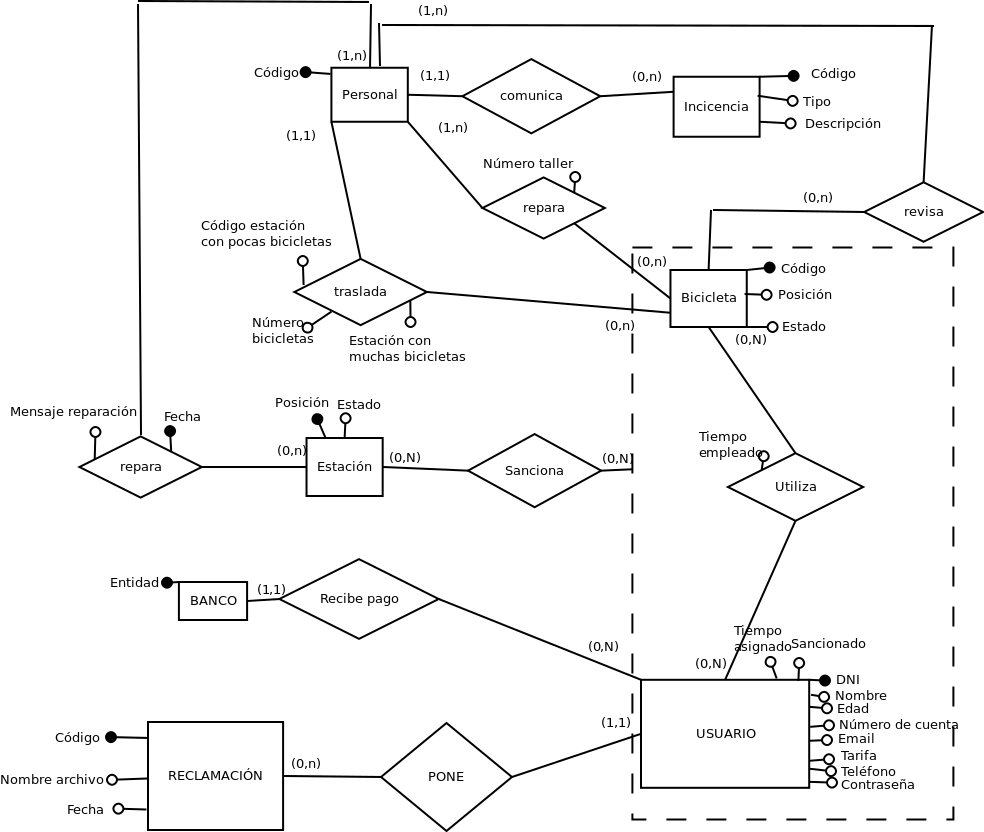 (1,n)
(1,n)
Código
Personal
(1,1)
comunica
(0,n)
Incicencia
Código
Tipo
Descripción
(1,1)
(1,n)
Número taller
repara
(0,n)
revisa
Código estación
con pocas bicicletas
traslada
Número
bicicletas
Estación con
muchas bicicletas
(0,n)
(0,n)
Bicicleta
Código
Posición
Estado
(0,N)
Mensaje reparación
Fecha
repara
Posición
Estado
(0,n)
Estación
(0,N)
Sanciona
(0,N)
Tiempo
empleado
Utiliza
Entidad
BANCO
(1,1)
Recibe pago
(0,N)
(0,N)
Tiempo
asignado
Sancionado
DNI
Nombre
Edad
Número de cuenta
Email
Tarifa
Teléfono
Contraseña
USUARIO
(1,1)
Código
Nombre archivo
Fecha
RECLAMACIÓN
(0,n)
PONE